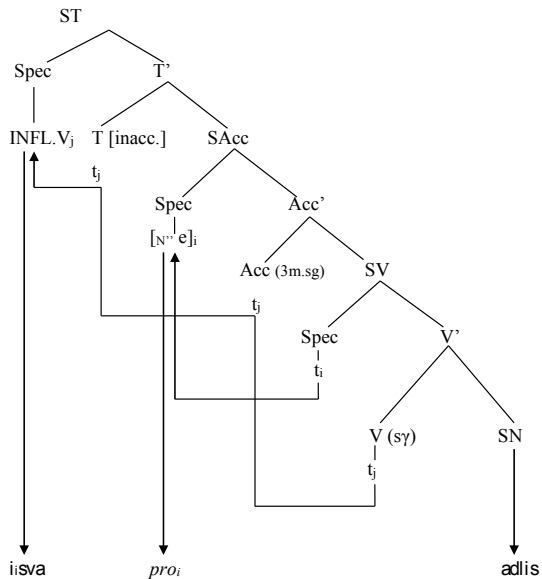 ST
Spec T’
INFL.Vⱼ T [inacc.] SAcc
tⱼ
Spec Acc’
[N’’ e]ᵢ
Acc (3m.sg) SV
tⱼ
Spec V’
tᵢ
V (sγ) SN
tⱼ
iᵢsva proᵢ adlis